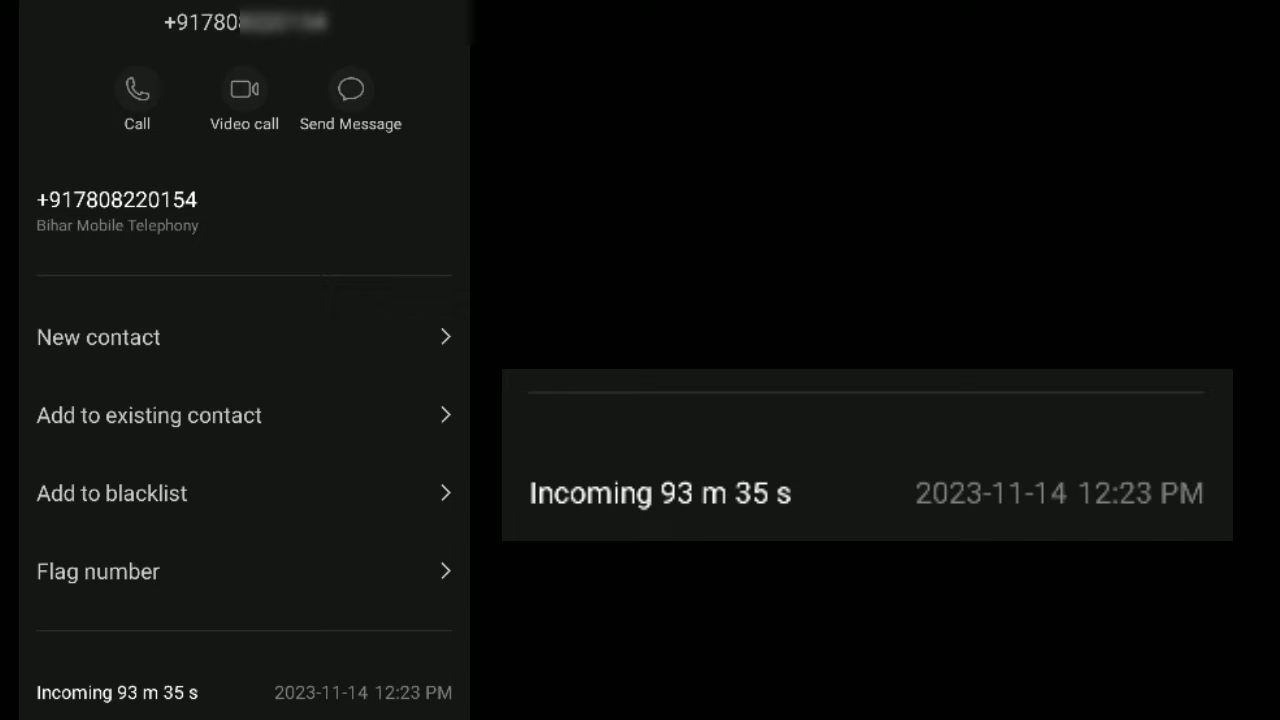 +91780
Call
Video call
Send Message
+917808220154
Bihar Mobile Telephony
New contact
Add to existing contact
Add to blacklist
Flag number
Incoming 93 m 35 s 2023-11-14 12:23 PM
Incoming 93 m 35 s 2023-11-14 12:23 PM